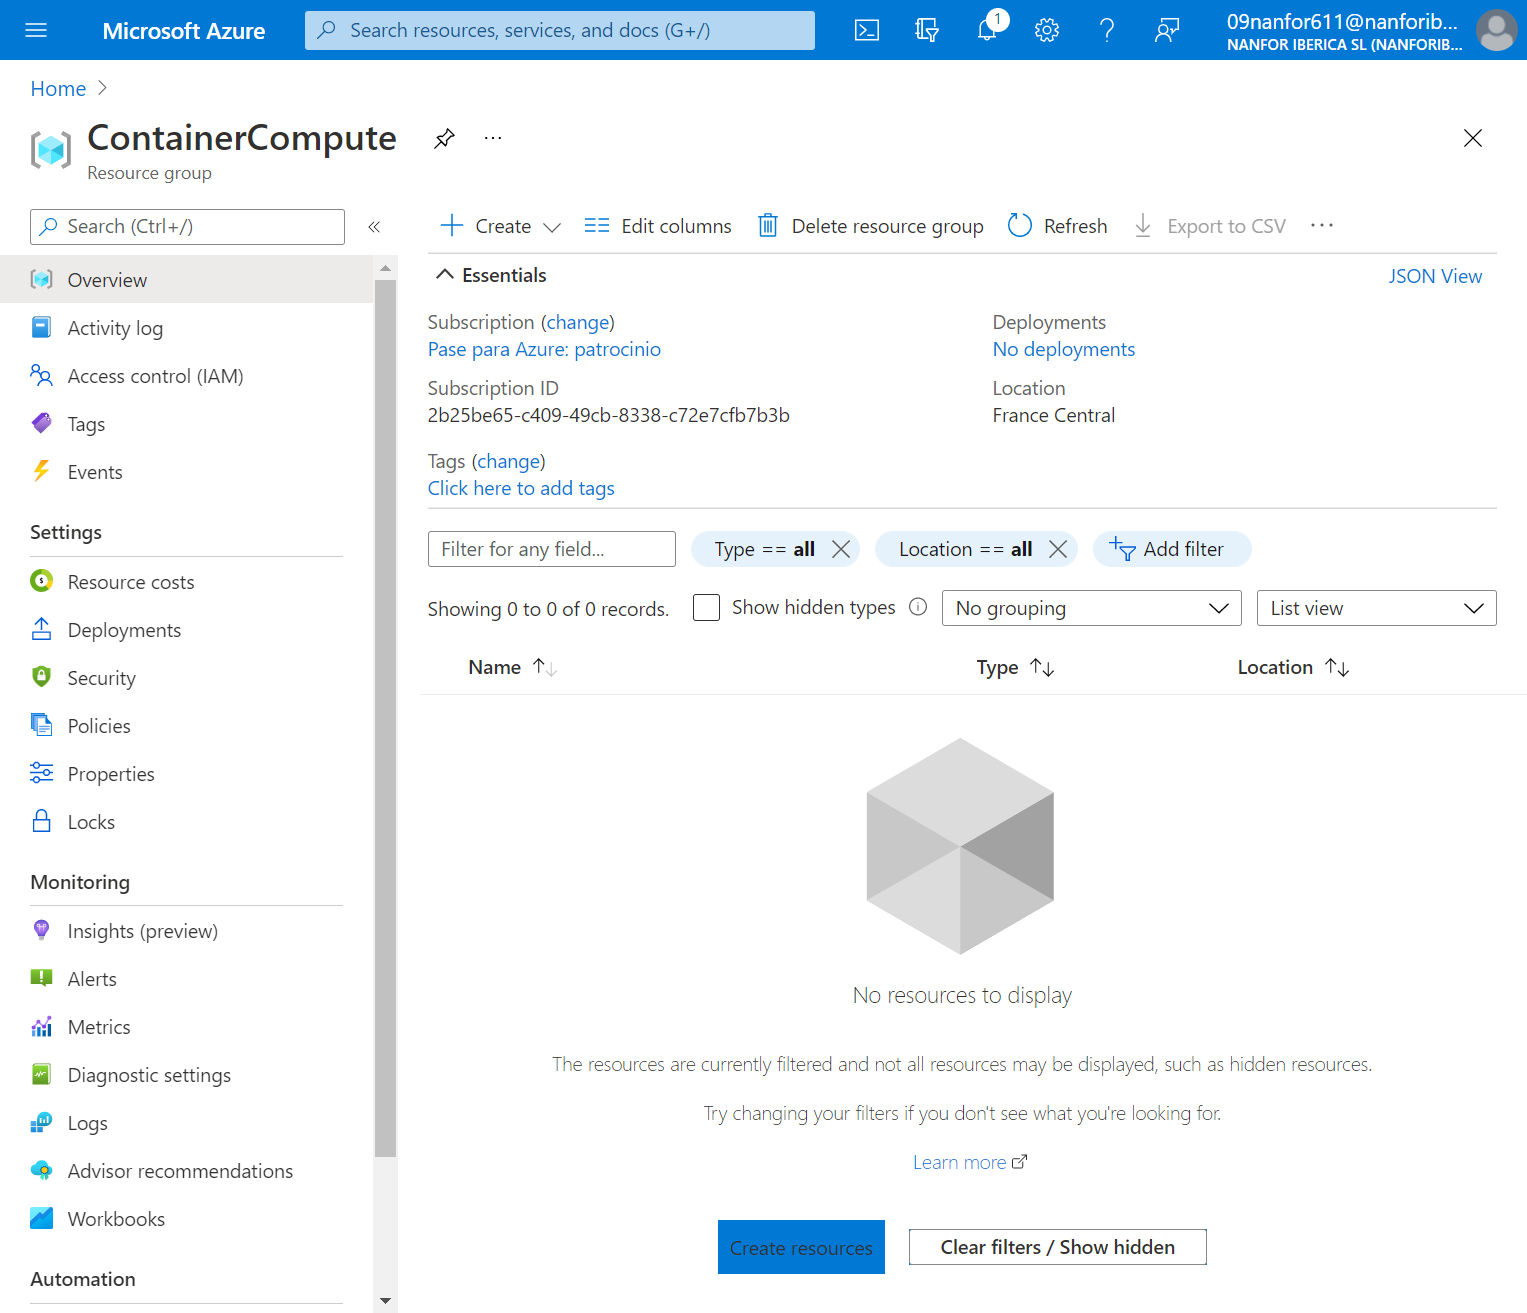 Microsoft Azure
Search resources, services, and docs (G+/)
1
09nanfor611@nanforib...
NANFOR IBERICA SL (NANFORIB...
Home
ContainerCompute
...
Resource group
Search (Ctrl+/)
«
Create
Edit columns
Delete resource group
Refresh
Export to CSV
...
Overview
Activity log
Access control (IAM)
Tags
Events
Settings
Resource costs
Deployments
Security
Policies
Properties
Locks
Monitoring
Insights (preview)
Alerts
Metrics
Diagnostic settings
Logs
Advisor recommendations
Workbooks
Automation
Essentials
JSON View
Subscription (change)
Pase para Azure: patrocinio
Subscription ID
2b25be65-c409-49cb-8338-c72e7cfb7b3b
Deployments
No deployments
Location
France Central
Tags (change)
Click here to add tags
Filter for any field...
Type == all
Location == all
Add filter
Showing 0 to 0 of 0 records.
Show hidden types
No grouping
List view
Name
Type
Location
No resources to display
The resources are currently filtered and not all resources may be displayed, such as hidden resources.
Try changing your filters if you don't see what you're looking for.
Learn more
Create resources
Clear filters / Show hidden